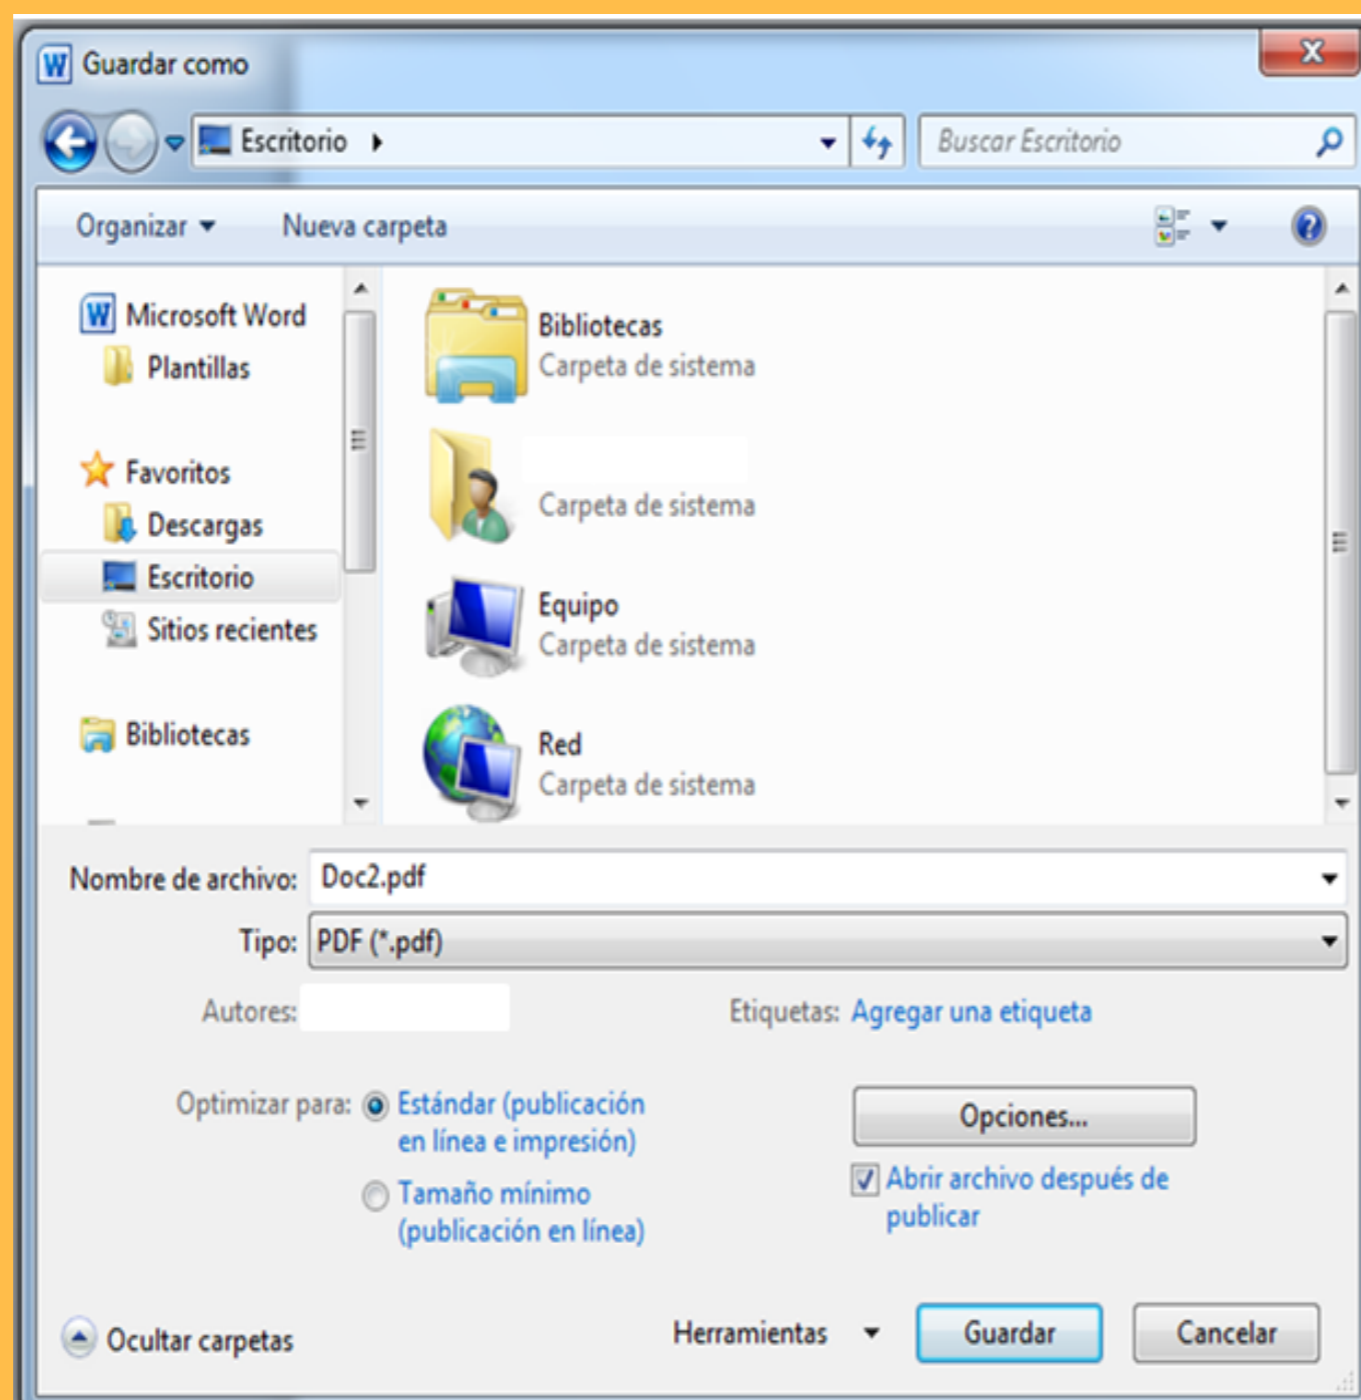 Guardar como
Escritorio
Buscar Escritorio
Organizar
Nueva carpeta
Microsoft Word
Plantillas
Favoritos
Descargas
Escritorio
Sitios recientes
Bibliotecas
Bibliotecas
Carpeta de sistema
Carpeta de sistema
Equipo
Carpeta de sistema
Red
Carpeta de sistema
Nombre de archivo: Doc2.pdf
Tipo: PDF (*.pdf)
Autores:
Etiquetas: Agregar una etiqueta
Optimizar para:
Estándar (publicación
en línea e impresión)
Tamaño mínimo
(publicación en línea)
Opciones...
Abrir archivo después de
publicar
Ocultar carpetas
Herramientas
Guardar
Cancelar